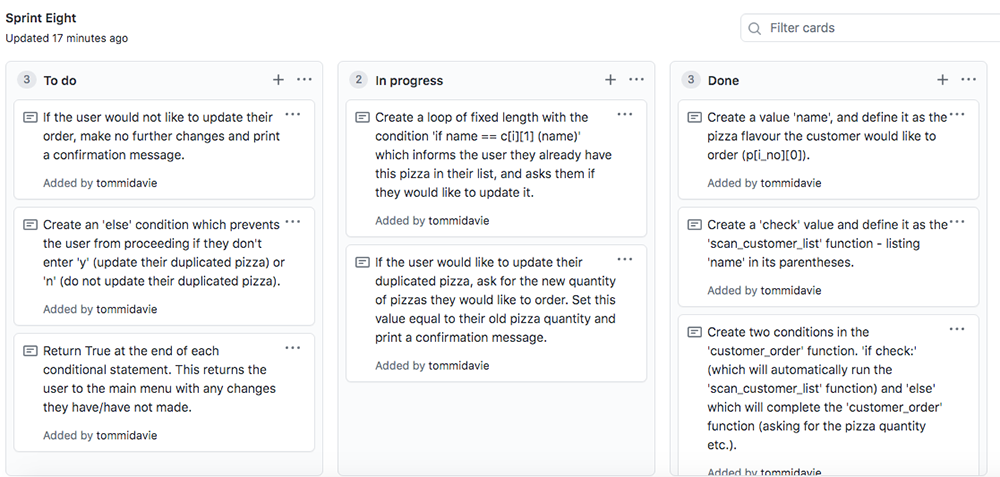 Sprint Eight
Updated 17 minutes ago
Filter cards
3 To do
If the user would not like to update their
order, make no further changes and print
a confirmation message.
Added by tommidavie
Create an 'else' condition which prevents
the user from proceeding if they don't
enter 'y' (update their duplicated pizza) or
'n' (do not update their duplicated pizza).
Added by tommidavie
Return True at the end of each
conditional statement. This returns the
user to the main menu with any changes
they have/have not made.
Added by tommidavie
2 In progress
Create a loop of fixed length with the
condition 'if name == c[i][1] (name)'
which informs the user they already have
this pizza in their list, and asks them if
they would like to update it.
Added by tommidavie
If the user would like to update their
duplicated pizza, ask for the new quantity
of pizzas they would like to order. Set this
value equal to their old pizza quantity and
print a confirmation message.
Added by tommidavie
3 Done
Create a value 'name', and define it as the
pizza flavour the customer would like to
order (p[i_no][0]).
Added by tommidavie
Create a 'check' value and define it as the
'scan_customer_list' function - listing
'name' in its parentheses.
Added by tommidavie
Create two conditions in the
'customer_order' function. 'if check:'
(which will automatically run the
'scan_customer_list' function) and 'else'
which will complete the 'customer_order'
function (asking for the pizza quantity
etc.).
Added by tommidavie